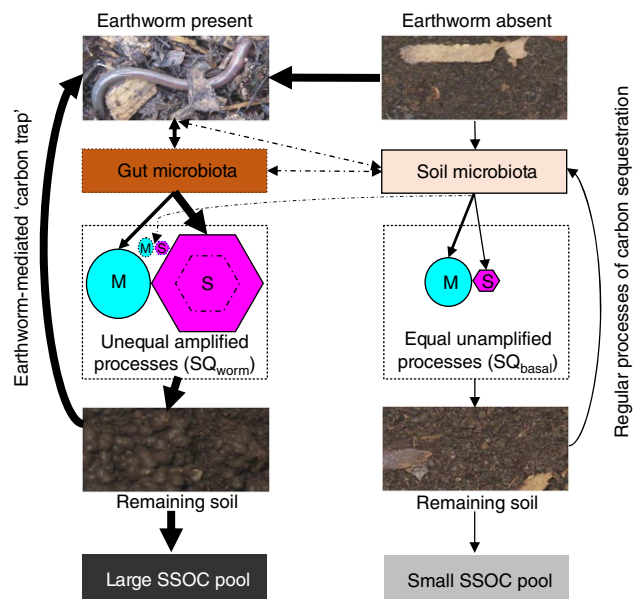 Earthworm present
Earthworm absent
Earthworm-mediated 'carbon trap'
Gut microbiota
Soil microbiota
M
S
M
S
M
S
Unequal amplified
processes (SQworm)
Equal unamplified
processes (SQbasal)
Regular processes of carbon sequestration
Remaining soil
Remaining soil
Large SSOC pool
Small SSOC pool